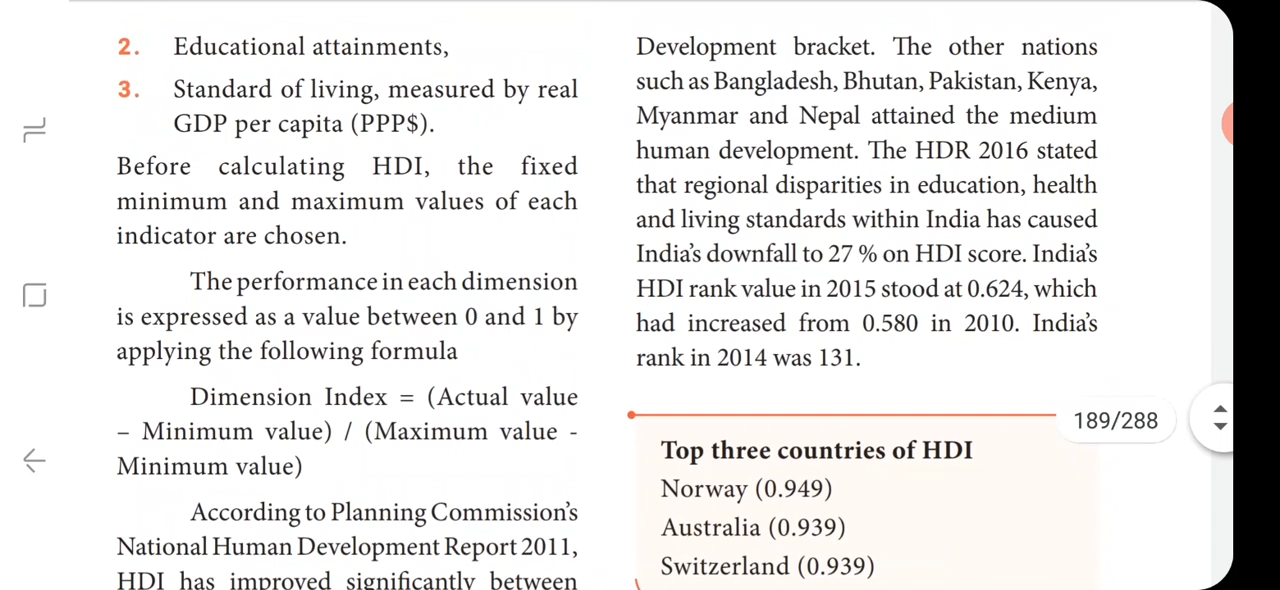 2. Educational attainments,
3. Standard of living, measured by real
GDP per capita (PPP$).
Before calculating HDI, the fixed
minimum and maximum values of each
indicator are chosen.
The performance in each dimension
is expressed as a value between 0 and 1 by
applying the following formula
Dimension Index = (Actual value
– Minimum value) / (Maximum value -
Minimum value)
According to Planning Commission's
National Human Development Report 2011,
HDI has improved significantly between
Development bracket. The other nations
such as Bangladesh, Bhutan, Pakistan, Kenya,
Myanmar and Nepal attained the medium
human development. The HDR 2016 stated
that regional disparities in education, health
and living standards within India has caused
India's downfall to 27 % on HDI score. India's
HDI rank value in 2015 stood at 0.624, which
had increased from 0.580 in 2010. India's
rank in 2014 was 131.
189/288
Top three countries of HDI
Norway (0.949)
Australia (0.939)
Switzerland (0.939)